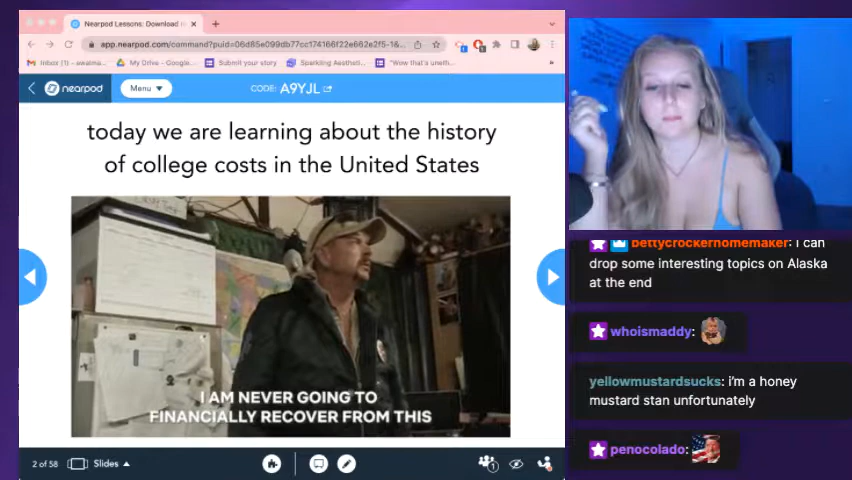 Nearpod Lessons: Download r
app.nearpod.com/command?puid=06d85e099db77cc174166f22e662e2f5-1&...
Inbox (1) - awalma...
My Drive - Google...
Submit your story
Sparkling Aestheti...
"Wow that's unelh...
nearpod
Menu
CODE: A9YJL
today we are learning about the history
of college costs in the United States
I AM NEVER GOING TO
FINANCIALLY RECOVER FROM THIS
2 of 58
Slides
1
bettycrockerhomemaker: I can
drop some interesting topics on Alaska
at the end
whoismaddy:
yellowmustardsucks: i'm a honey
mustard stan unfortunately
penocolado: